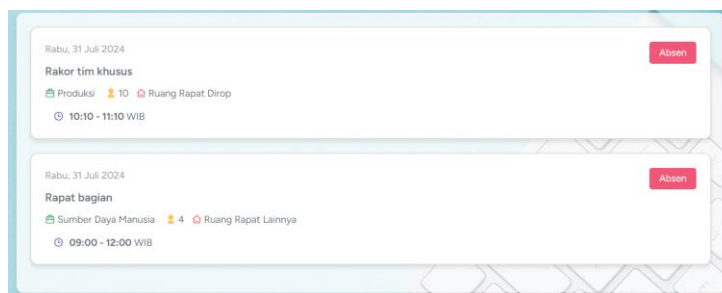 Rabu, 31 Juli 2024
Absen
Rakor tim khusus
Produksi 10 Ruang Rapat Dirop
10:10 - 11:10 WIB
Rabu, 31 Juli 2024
Absen
Rapat bagian
Sumber Daya Manusia 4 Ruang Rapat Lainnya
09:00 - 12:00 WIB